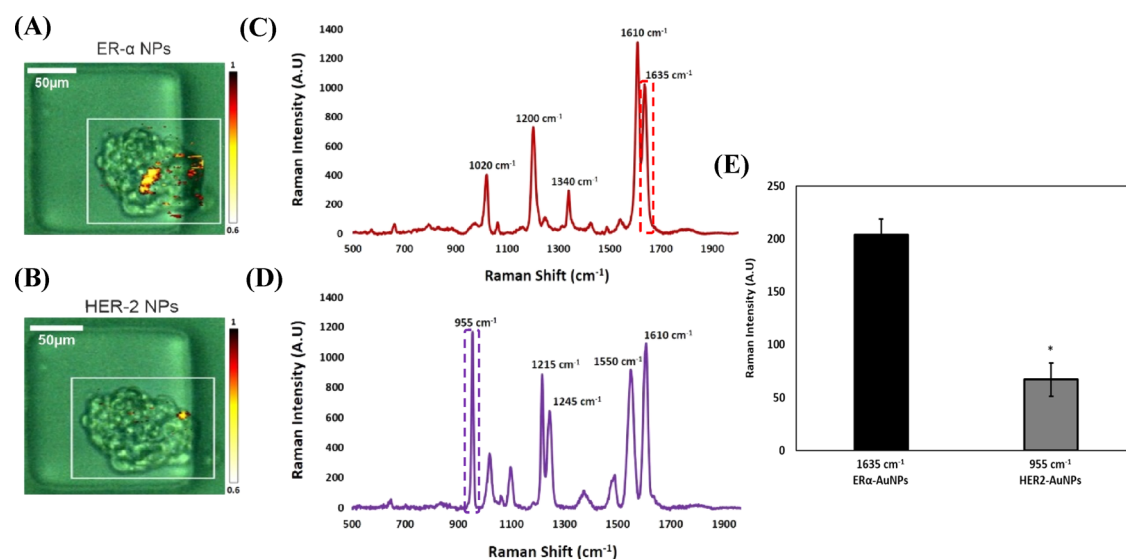 (A)
ER-α NPs
50μm
1
0.6
(B)
HER-2 NPs
50μm
1
0.6
(C)
Raman Intensity (A.U)
1400
1200
1000
800
600
400
200
0
1020 cm-1
1200 cm-1
1340 cm-1
1610 cm-1
1635 cm-1
500 700 900 1100 1300 1500 1700 1900
Raman Shift (cm-1)
(D)
Raman Intensity (A.U)
1400
1200
1000
800
600
400
200
0
955 cm-1
1215 cm-1
1245 cm-1
1550 cm-1
1610 cm-1
500 700 900 1100 1300 1500 1700 1900
Raman Shift (cm-1)
(E)
Raman Intensity (A.U)
250
200
150
100
50
0
*
1635 cm-1 955 cm-1
ERα-AuNPs HER2-AuNPs